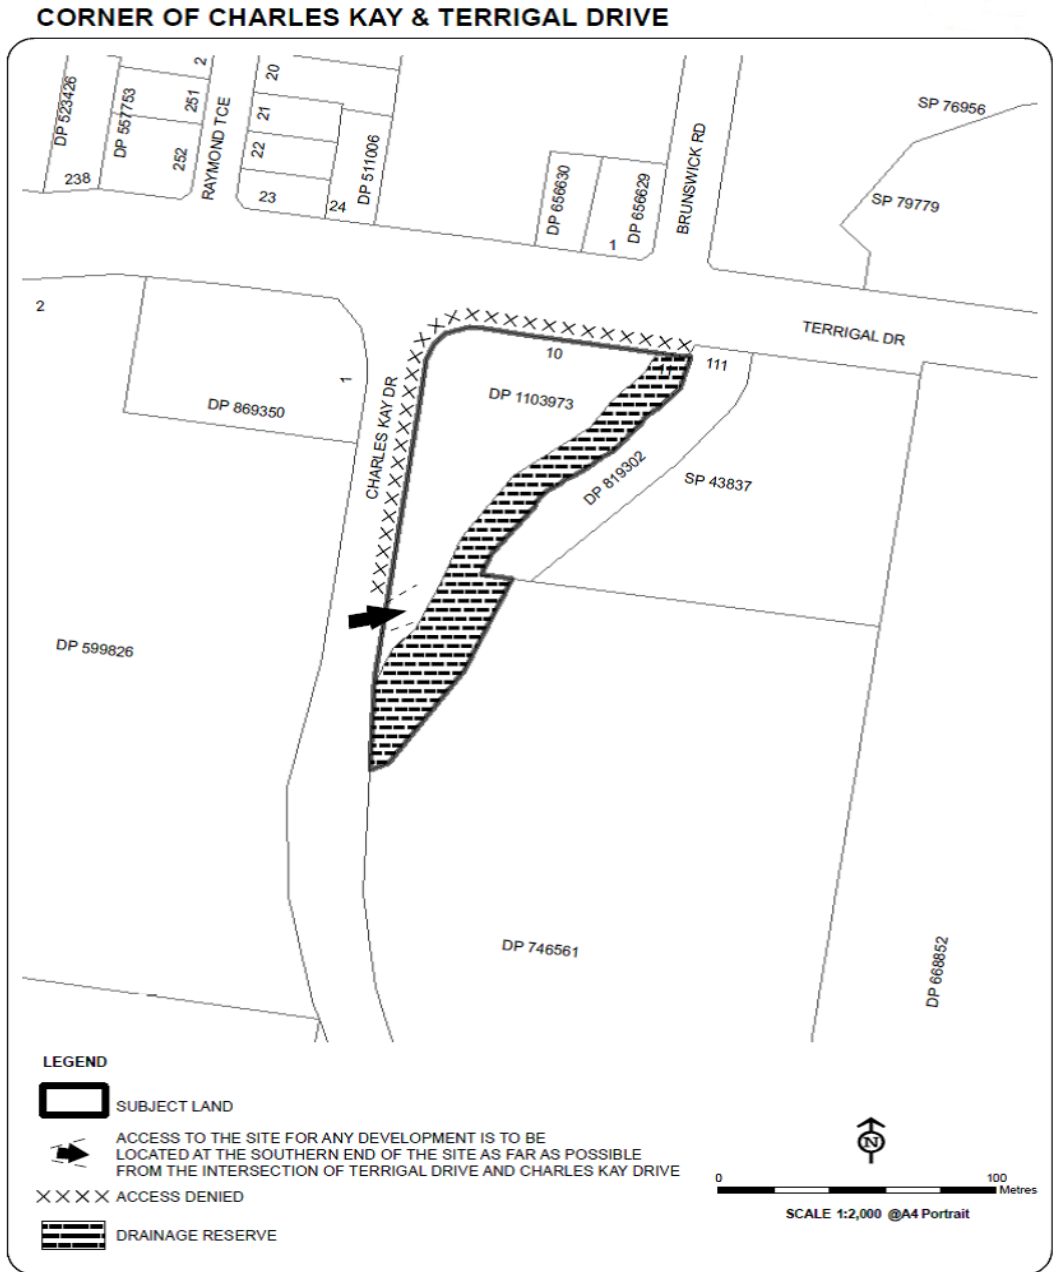 CORNER OF CHARLES KAY & TERRIGAL DRIVE
DP 523426
DP 557753
2
251
252
238
RAYMOND TCE
20
21
22
23
24
DP 511006
DP 656630
DP 656629
1
BRUNSWICK RD
SP 76956
SP 79779
2
1
DP 869350
CHARLES KAY DR
TERRIGAL DR
10
11
111
DP 1103973
DP 819302
SP 43837
DP 599826
DP 746561
DP 668852
LEGEND
SUBJECT LAND
ACCESS TO THE SITE FOR ANY DEVELOPMENT IS TO BE
LOCATED AT THE SOUTHERN END OF THE SITE AS FAR AS POSSIBLE
FROM THE INTERSECTION OF TERRIGAL DRIVE AND CHARLES KAY DRIVE
ACCESS DENIED
DRAINAGE RESERVE
N
0 100
Metres
SCALE 1:2,000 @A4 Portrait